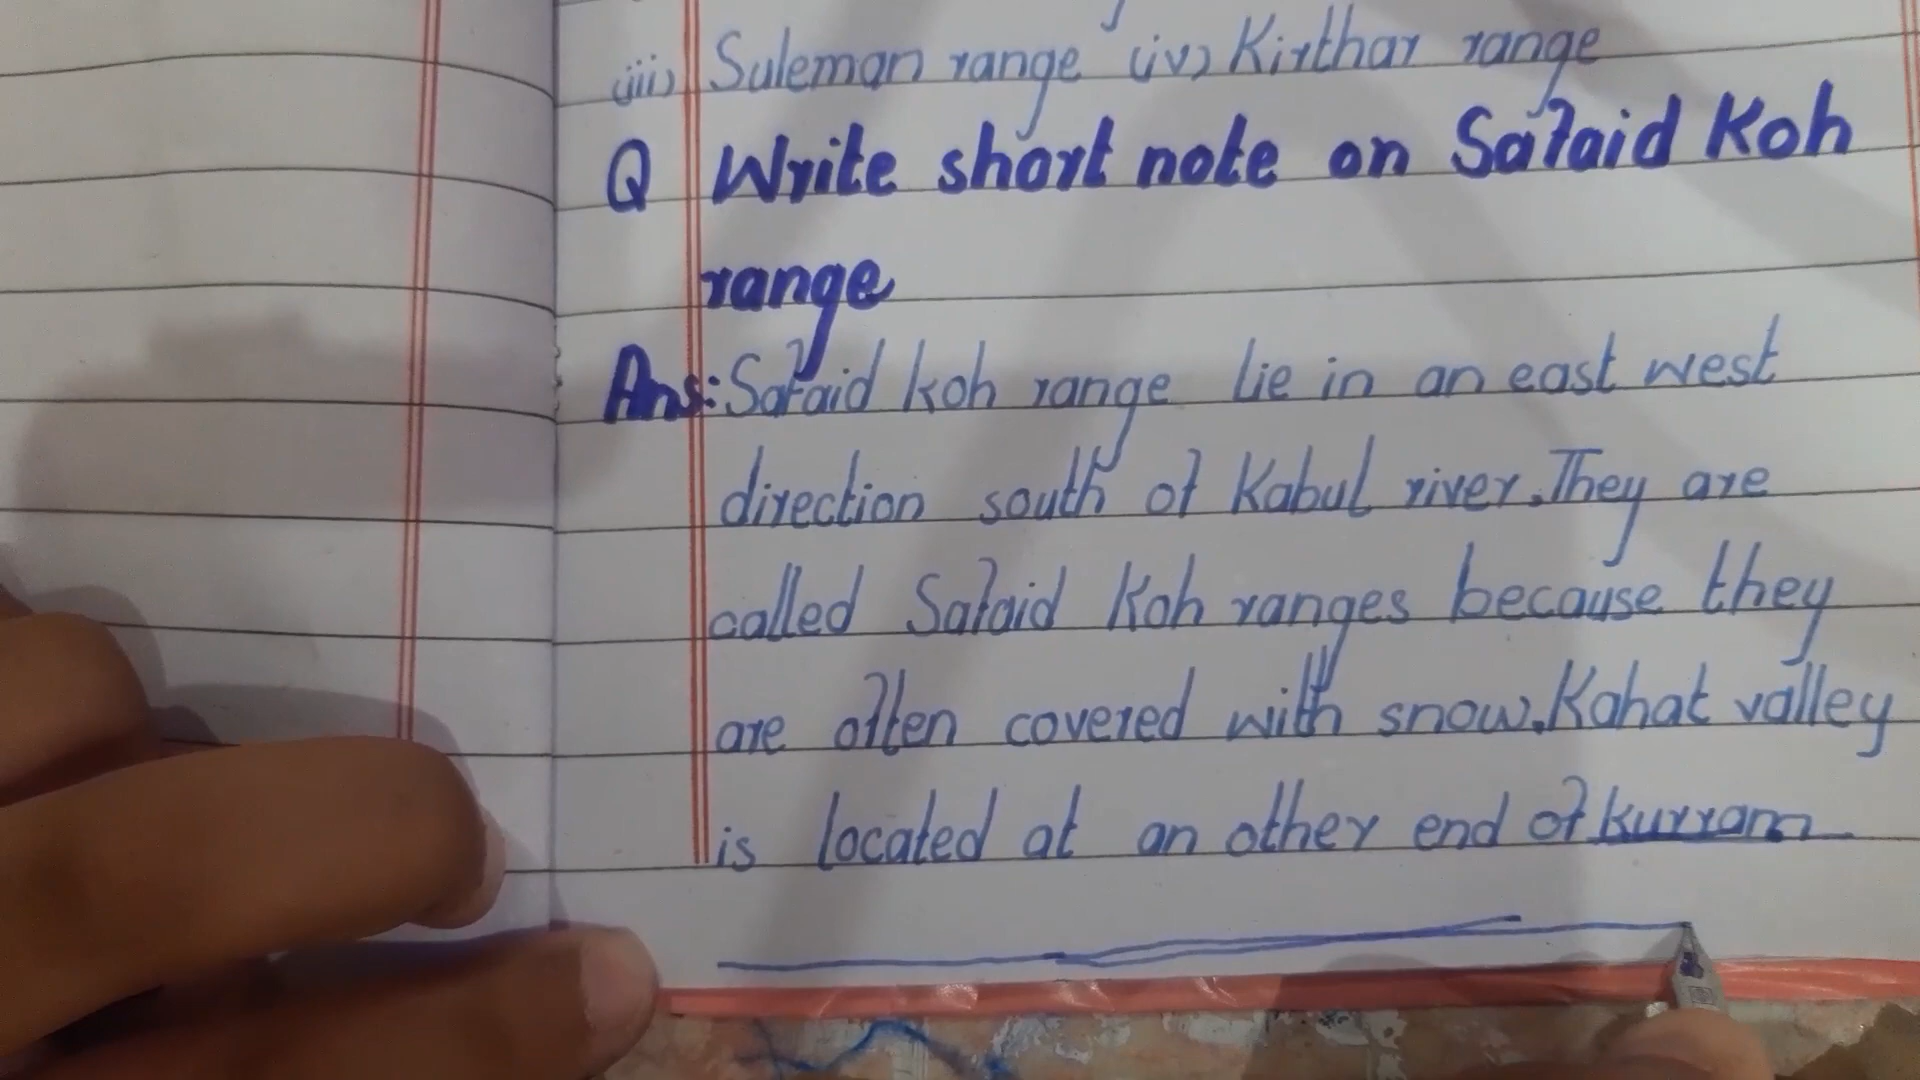 (iii) Suleman range (iv) Kirthar range
Q Write short note on Safaid Koh
range
Ans: Safaid koh range lie in an east west
direction south of Kabul river. They are
called Safaid Koh ranges because they
are often covered with snow. Kohat valley
is located at an other end of kurram